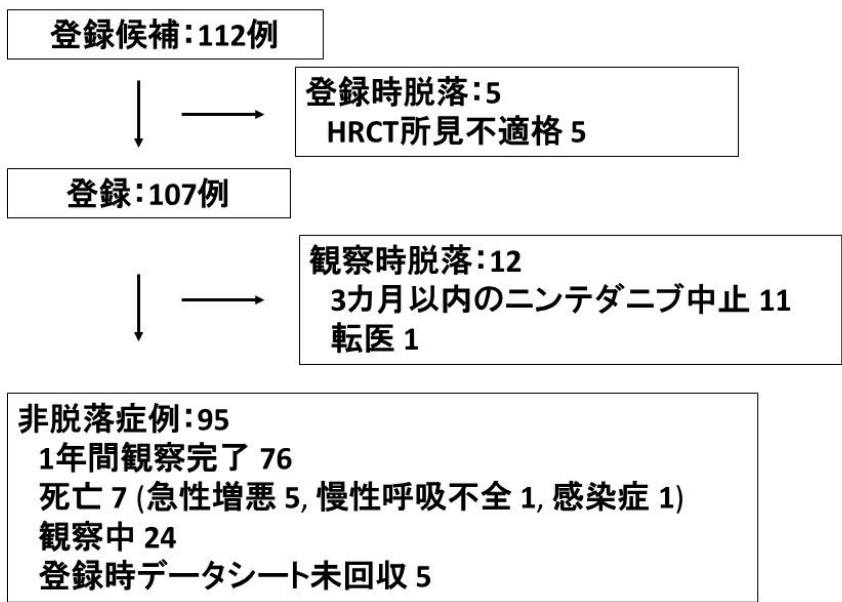 登録候補:112例
登録時脱落:5
HRCT所見不適格 5
登録:107例
観察時脱落:12
3カ月以内のニンテダニブ中止 11
転医 1
非脱落症例:95
1年間観察完了 76
死亡 7 (急性増悪 5, 慢性呼吸不全 1, 感染症 1)
観察中 24
登録時データシート未回収 5